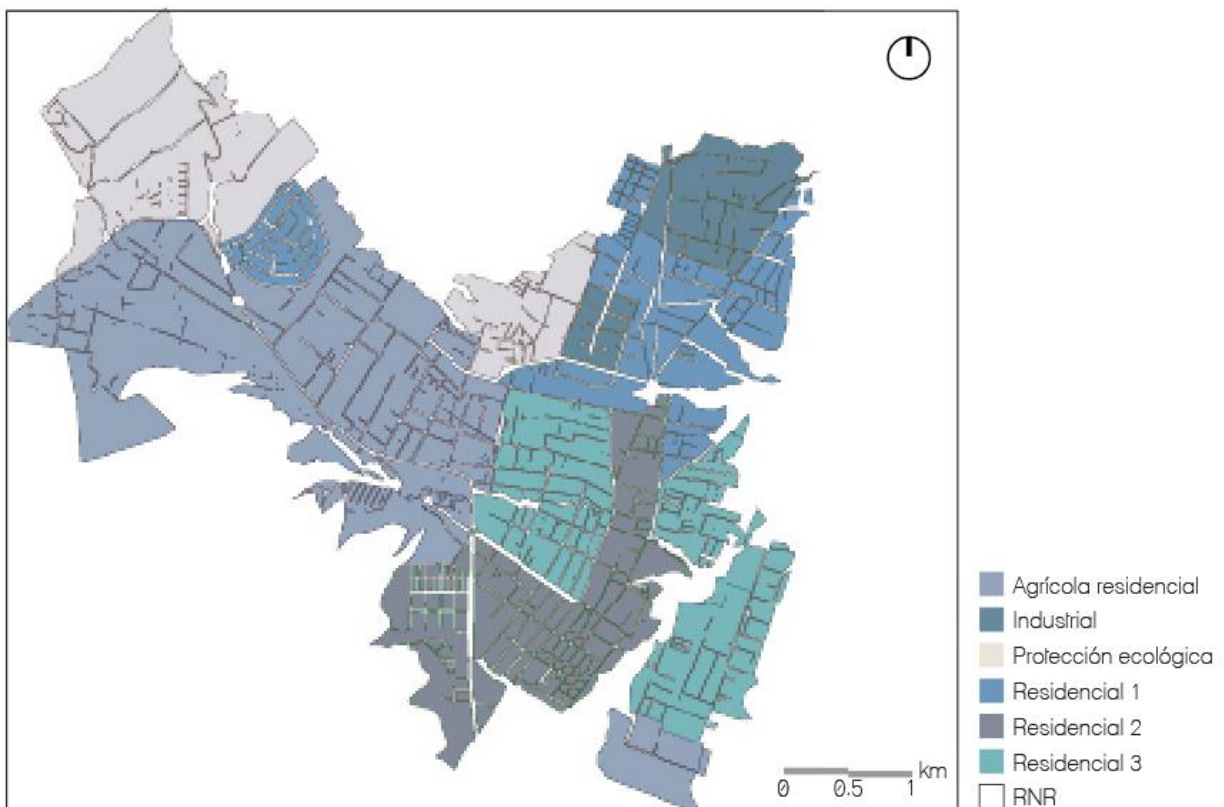 km
0 0.5 1
Agrícola residencial
Industrial
Protección ecológica
Residencial 1
Residencial 2
Residencial 3
RNR